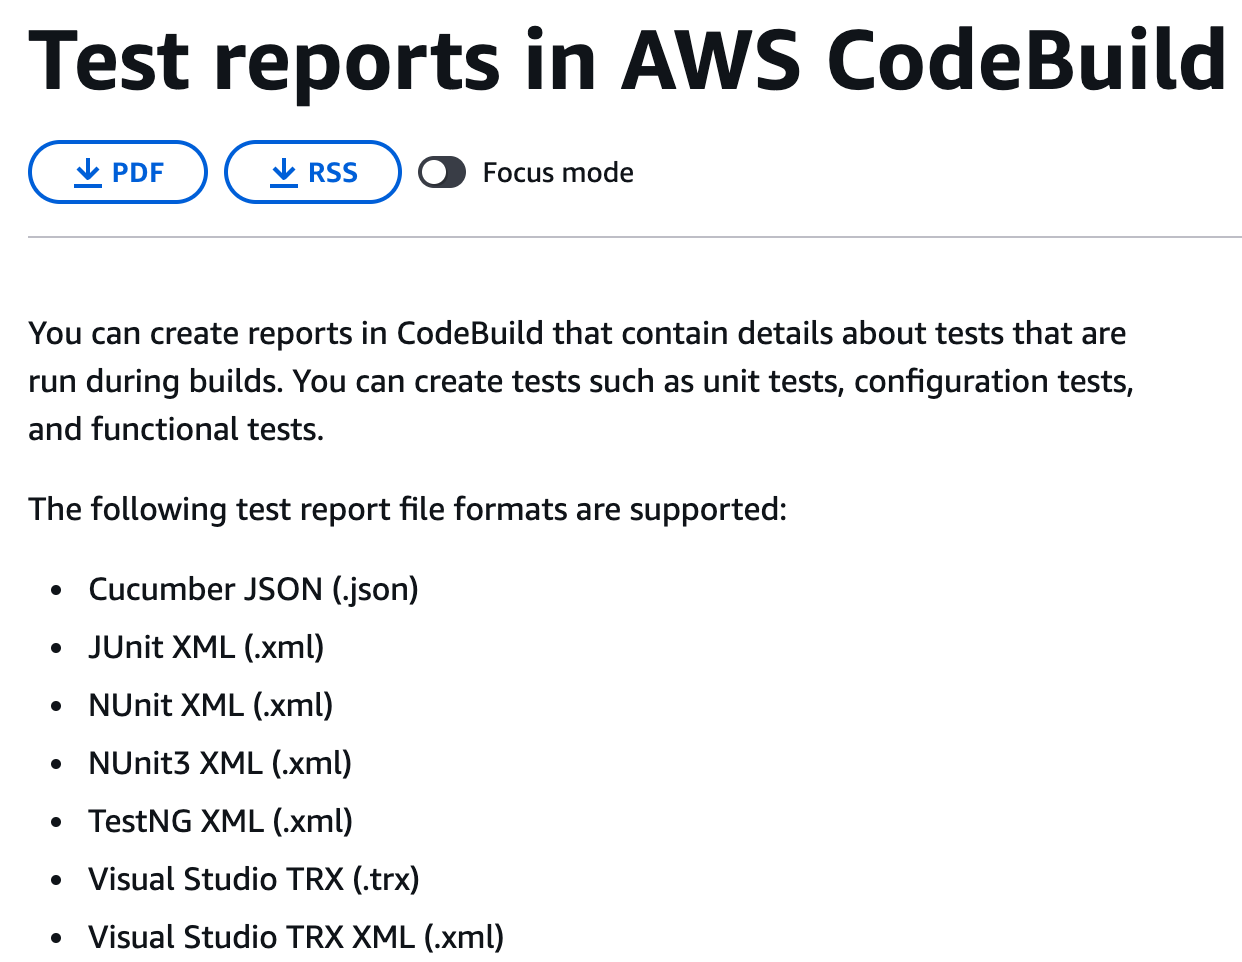 Test reports in AWS CodeBuild
PDF RSS Focus mode
You can create reports in CodeBuild that contain details about tests that are
run during builds. You can create tests such as unit tests, configuration tests,
and functional tests.
The following test report file formats are supported:
• Cucumber JSON (.json)
• JUnit XML (.xml)
• NUnit XML (.xml)
• NUnit3 XML (.xml)
• TestNG XML (.xml)
• Visual Studio TRX (.trx)
• Visual Studio TRX XML (.xml)